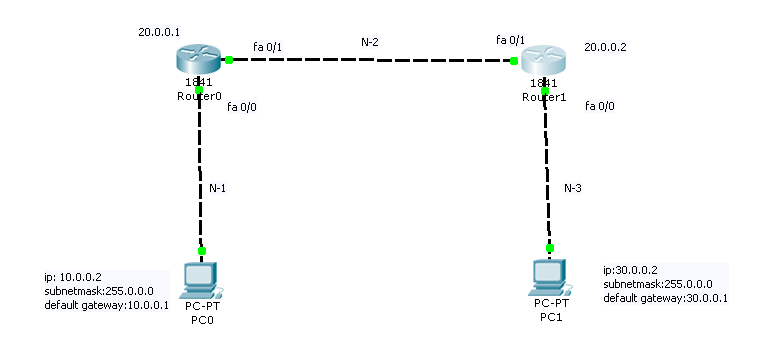 20.0.0.1
fa 0/1
N-2
fa 0/1
20.0.0.2
1841
Router0
fa 0/0
1841
Router1
fa 0/0
N-1
N-3
ip: 10.0.0.2
subnetmask:255.0.0.0
default gateway:10.0.0.1
PC-PT
PC0
PC-PT
PC1
ip:30.0.0.2
subnetmask:255.0.0.0
default gateway:30.0.0.1